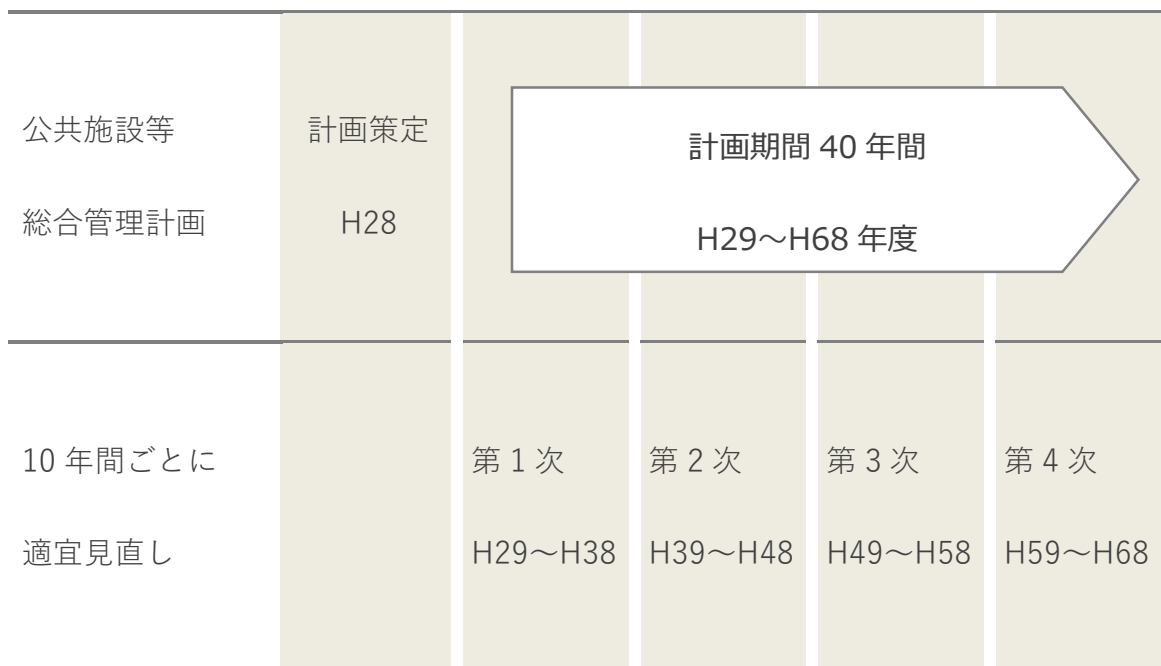 公共施設等
総合管理計画
計画策定
H28
計画期間 40 年間
H29～H68 年度
10 年間ごとに
適宜見直し
第 1 次
H29～H38
第 2 次
H39～H48
第 3 次
H49～H58
第 4 次
H59～H68